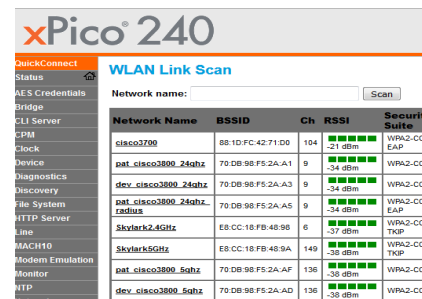 xPico® 240
QuickConnect
Status
AES Credentials
Bridge
CLI Server
CPM
Clock
Device
Diagnostics
Discovery
File System
HTTP Server
Line
MACH10
Modem Emulation
Monitor
NTP
WLAN Link Scan
Network name: Scan
Network Name BSSID Ch RSSI Securi
Suite
cisco3700 88:1D:FC:42:71:D0 104 -21 dBm WPA2-CC
EAP
pat_cisco3800_24ghz 70:DB:98:F5:2A:A1 9 -34 dBm WPA2-CC
dev_cisco3800_24ghz 70:DB:98:F5:2A:A3 9 -34 dBm WPA2-CC
pat_cisco3800_24ghz_
radius 70:DB:98:F5:2A:A5 9 -34 dBm WPA2-CC
EAP
Skylark2.4GHz E8:CC:18:FB:48:98 6 -37 dBm WPA2-CC
TKIP
Skylark5GHz E8:CC:18:FB:48:9A 149 -38 dBm WPA2-CC
TKIP
pat_cisco3800_5ghz 70:DB:98:F5:2A:AF 136 -38 dBm WPA2-CC
dev_cisco3800_5ghz 70:DB:98:F5:2A:AD 136 -38 dBm WPA2-CC